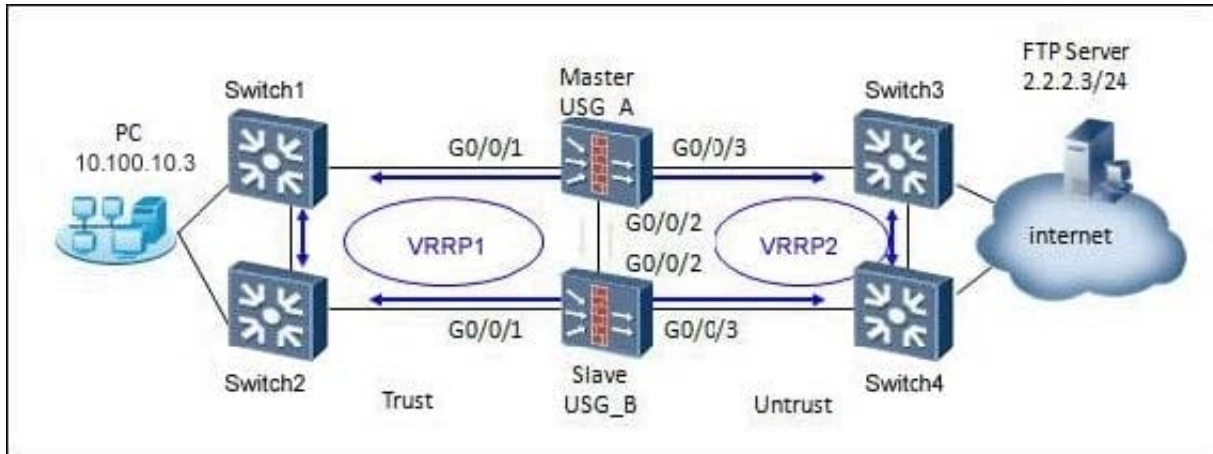 FTP Server
2.2.2.3/24
Master
USG_A
Switch1
Switch3
PC
10.100.10.3
G0/0/1
G0/0/3
VRRP1
G0/0/2
G0/0/2
VRRP2
internet
G0/0/1
G0/0/3
Switch2
Slave
USG_B
Switch4
Trust
Untrust